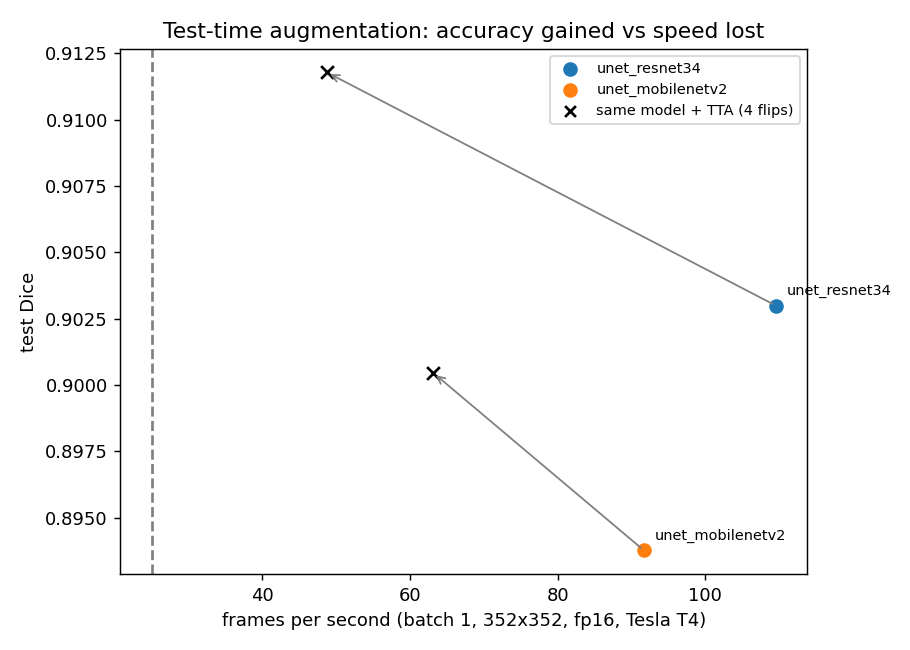 Test-time augmentation: accuracy gained vs speed lost
unet_resnet34
unet_mobilenetv2
same model + TTA (4 flips)
0.9125
0.9100
0.9075
0.9050
0.9025
0.9000
0.8975
0.8950
test Dice
unet_resnet34
unet_mobilenetv2
40 60 80 100
frames per second (batch 1, 352x352, fp16, Tesla T4)